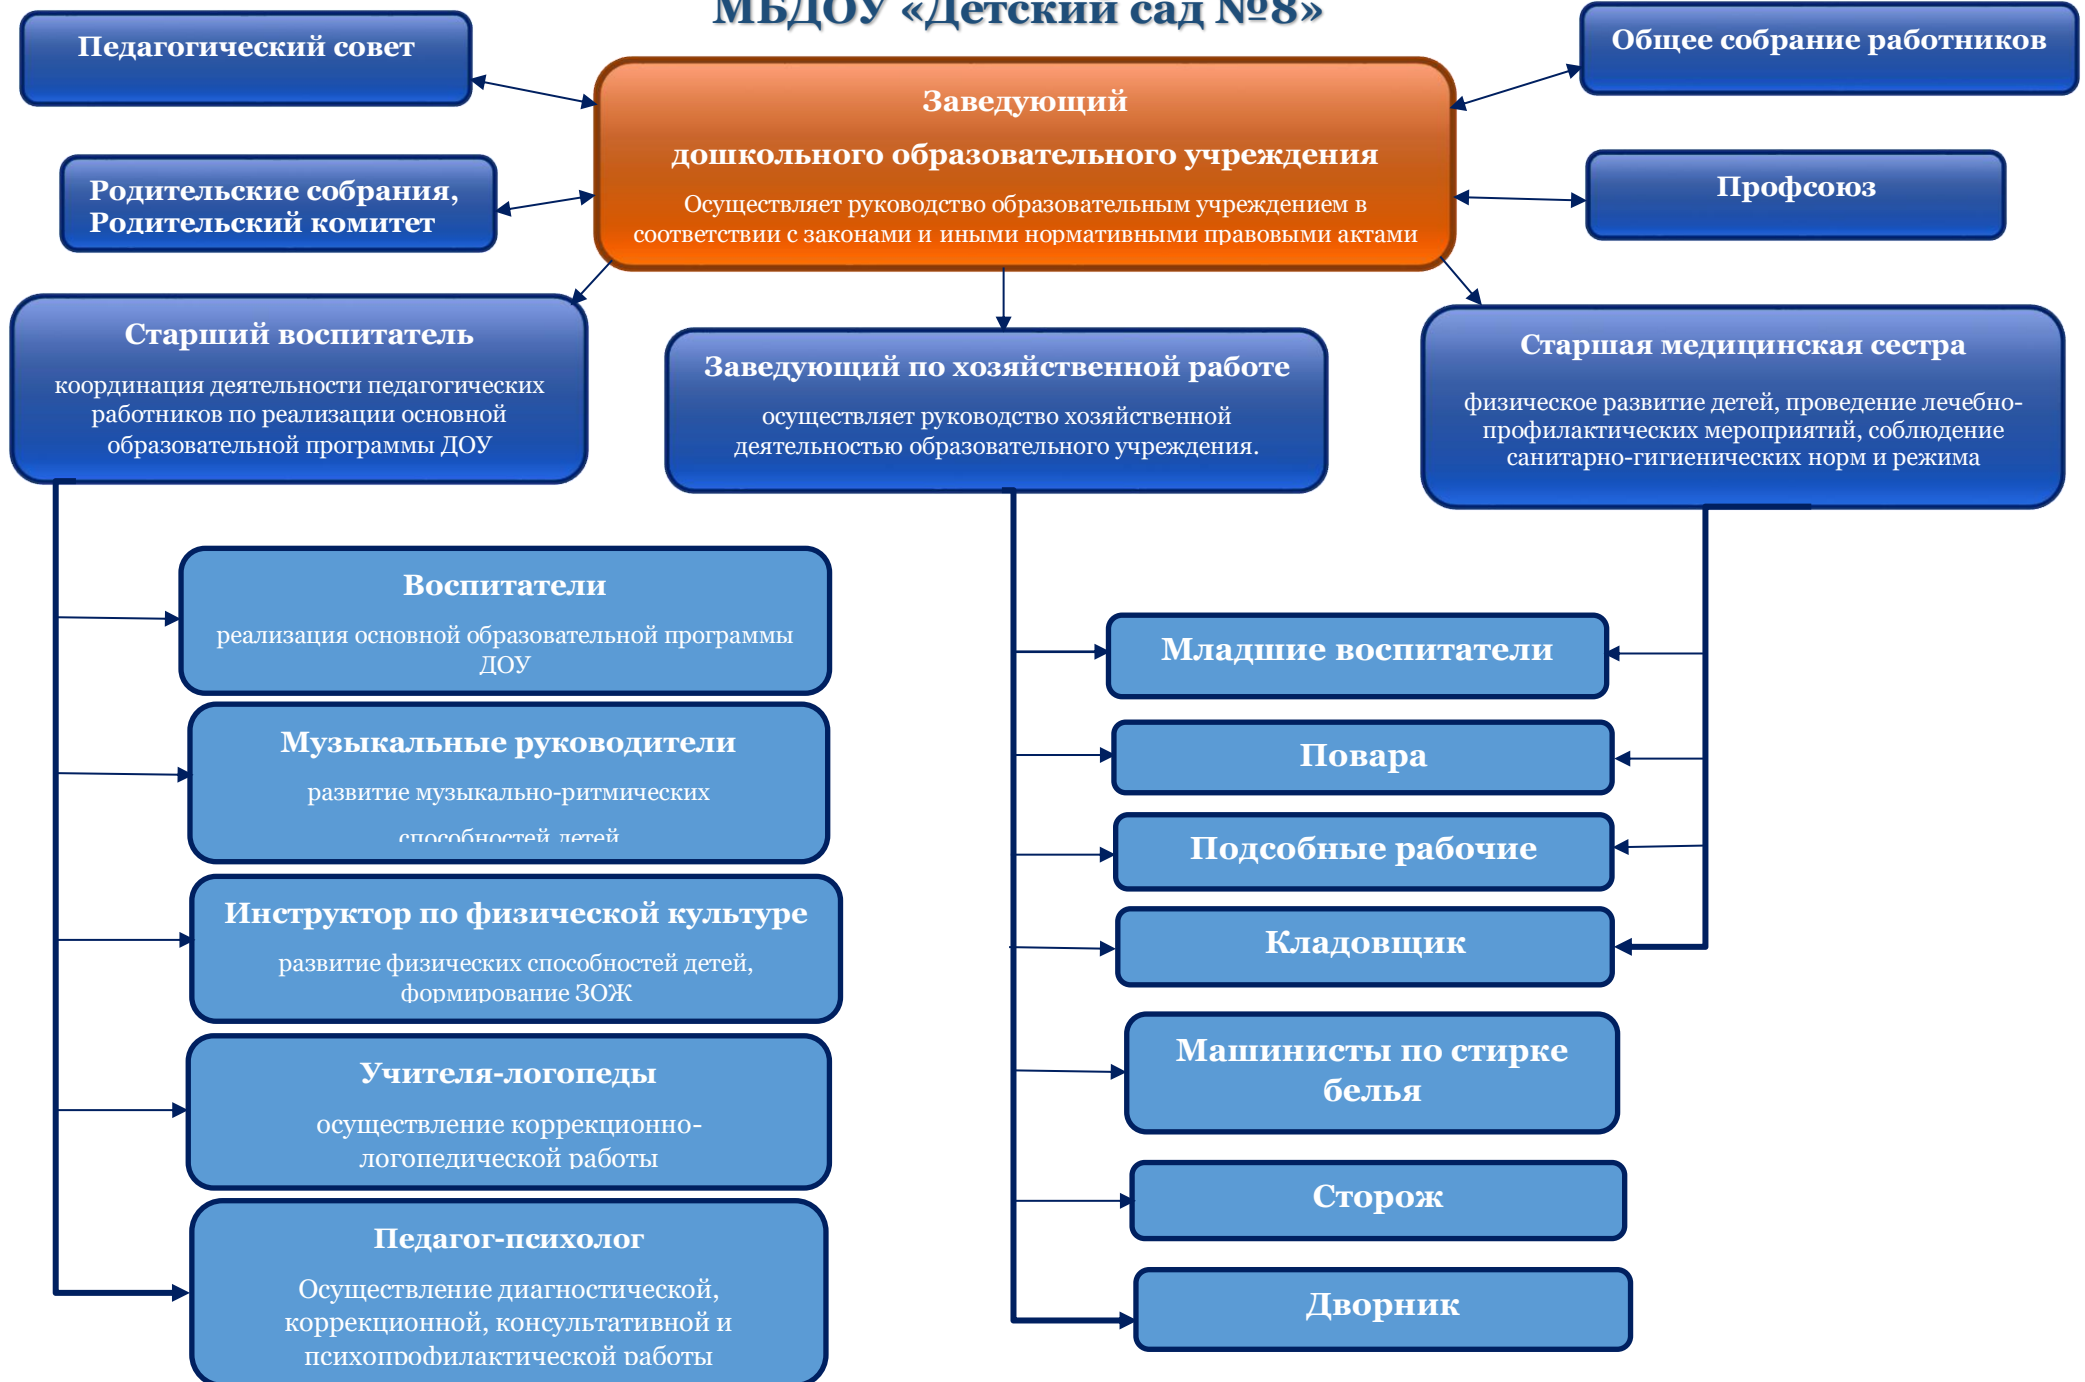 МБДОУ «Детский сад №8»
Педагогический совет
Общее собрание работников
Заведующий
дошкольного образовательного учреждения
Осуществляет руководство образовательным учреждением в
соответствии с законами и иными нормативными правовыми актами
Родительские собрания,
Родительский комитет
Профсоюз
Старший воспитатель
координация деятельности педагогических
работников по реализации основной
образовательной программы ДОУ
Заведующий по хозяйственной работе
осуществляет руководство хозяйственной
деятельностью образовательного учреждения.
Старшая медицинская сестра
физическое развитие детей, проведение лечебно-
профилактических мероприятий, соблюдение
санитарно-гигиенических норм и режима
Воспитатели
реализация основной образовательной программы
ДОУ
Музыкальные руководители
развитие музыкально-ритмических
способностей детей
Инструктор по физической культуре
развитие физических способностей детей,
формирование ЗОЖ
Учителя-логопеды
осуществление коррекционно-
логопедической работы
Педагог-психолог
Осуществление диагностической,
коррекционной, консультативной и
психопрофилактической работы
Младшие воспитатели
Повара
Подсобные рабочие
Кладовщик
Машинисты по стирке
белья
Сторож
Дворник